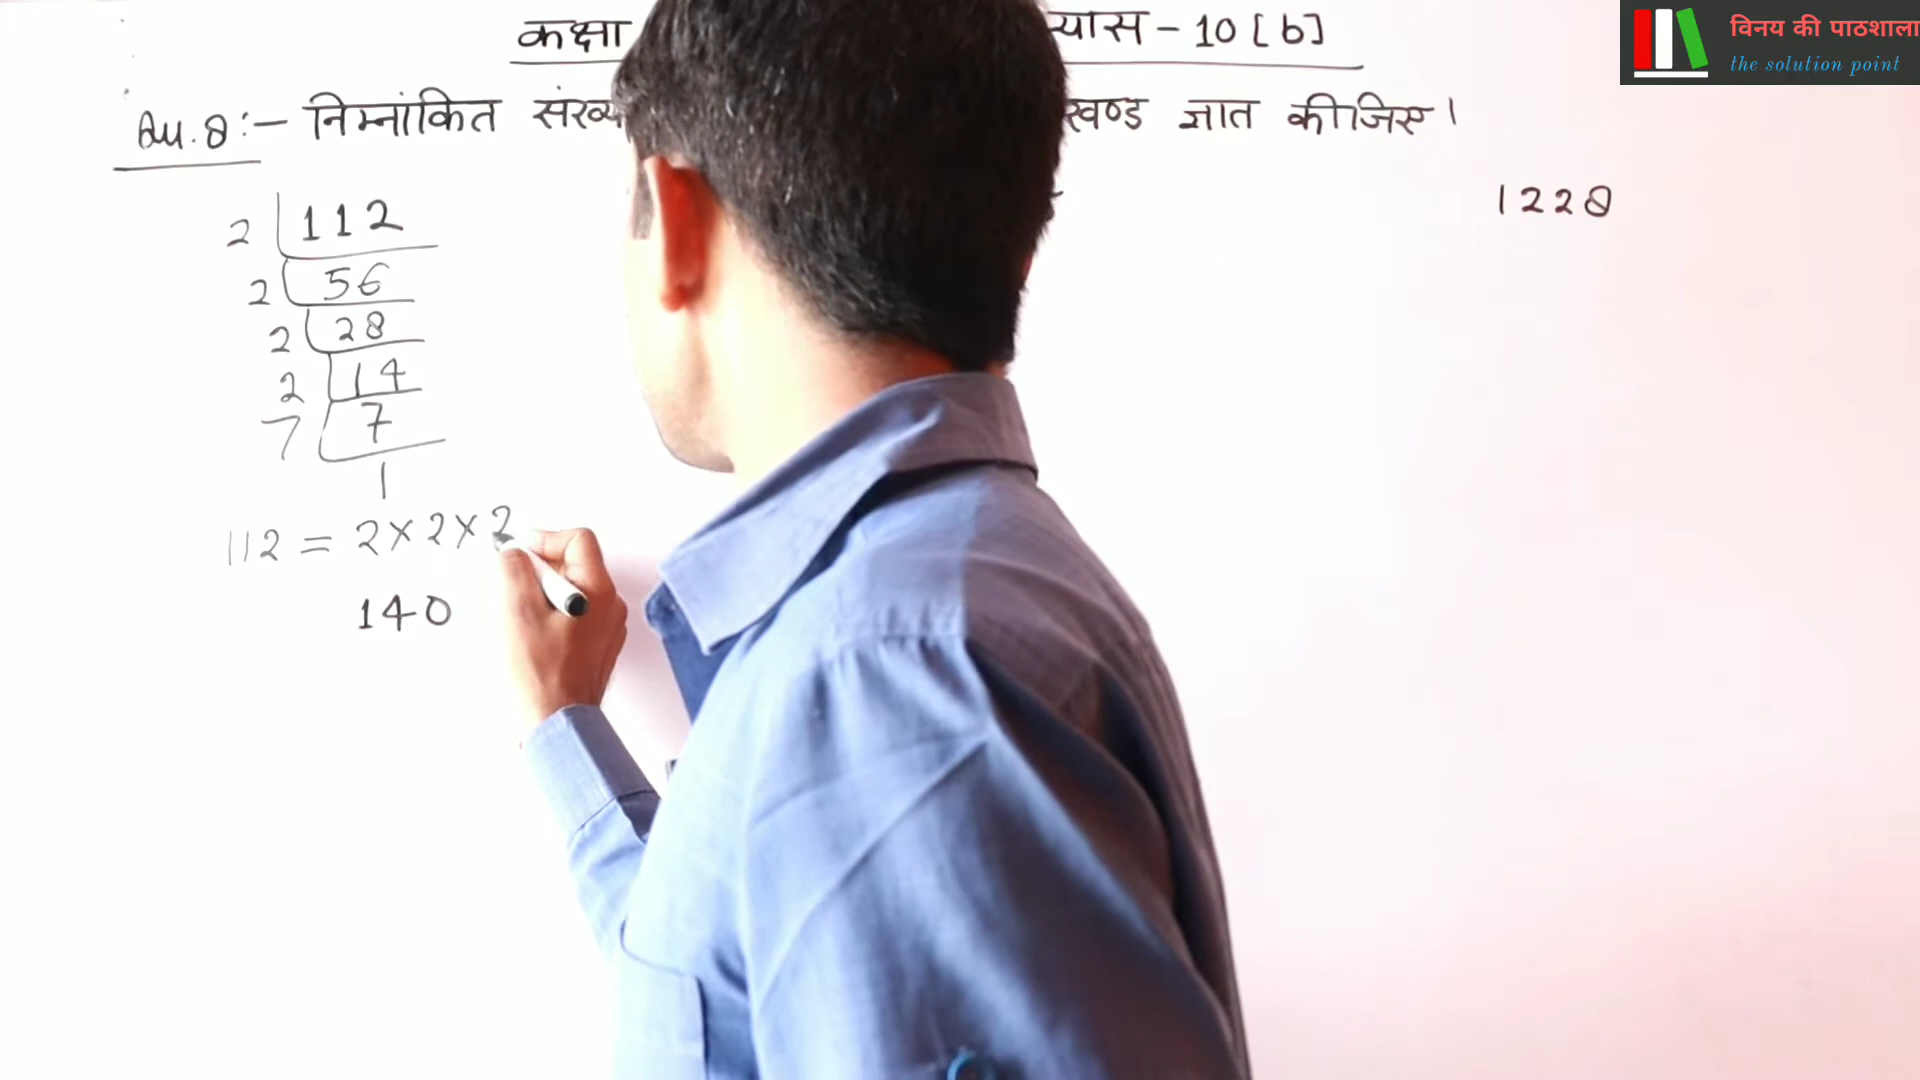 कक्षा
यास - 10 [ b ]
विनय की पाठशाला
the solution point
Qu. 8 :- निम्नांकित संख्य
खण्ड ज्ञात कीजिए।
1228
2 112
2 56
2 28
2 14
7 7
1
112 = 2 × 2 × 2
140